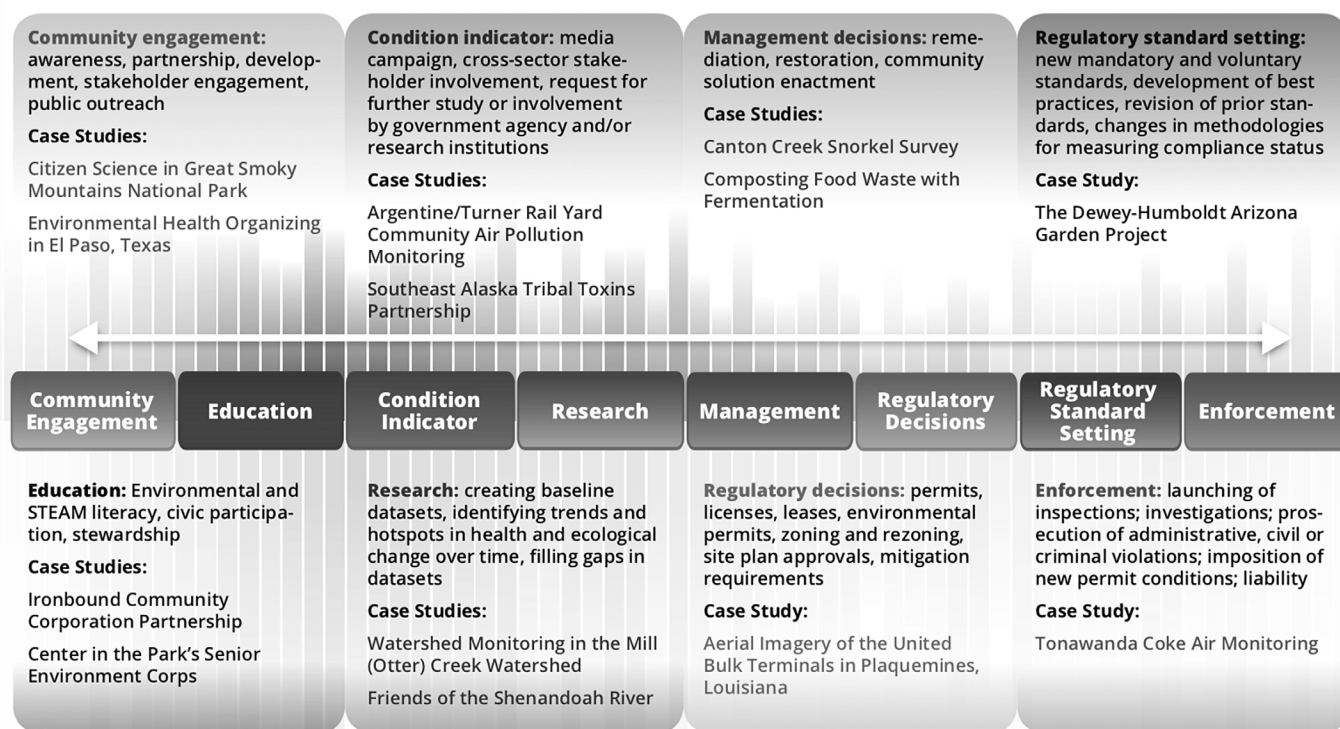 Community engagement:
awareness, partnership, develop-
ment, stakeholder engagement,
public outreach
Case Studies:
Citizen Science in Great Smoky
Mountains National Park
Environmental Health Organizing
in El Paso, Texas
Condition indicator: media
campaign, cross-sector stake-
holder involvement, request for
further study or involvement
by government agency and/or
research institutions
Case Studies:
Argentine/Turner Rail Yard
Community Air Pollution
Monitoring
Southeast Alaska Tribal Toxins
Partnership
Management decisions: reme-
diation, restoration, community
solution enactment
Case Studies:
Canton Creek Snorkel Survey
Composting Food Waste with
Fermentation
Regulatory standard setting:
new mandatory and voluntary
standards, development of best
practices, revision of prior stan-
dards, changes in methodologies
for measuring compliance status
Case Study:
The Dewey-Humboldt Arizona
Garden Project
Community
Engagement
Education
Condition
Indicator
Research
Management
Regulatory
Decisions
Regulatory
Standard
Setting
Enforcement
Education: Environmental and
STEAM literacy, civic participa-
tion, stewardship
Case Studies:
Ironbound Community
Corporation Partnership
Center in the Park’s Senior
Environment Corps
Research: creating baseline
datasets, identifying trends and
hotspots in health and ecological
change over time, filling gaps in
datasets
Case Studies:
Watershed Monitoring in the Mill
(Otter) Creek Watershed
Friends of the Shenandoah River
Regulatory decisions: permits,
licenses, leases, environmental
permits, zoning and rezoning,
site plan approvals, mitigation
requirements
Case Study:
Aerial Imagery of the United
Bulk Terminals in Plaquemines,
Louisiana
Enforcement: launching of
inspections; investigations; pros-
ecution of administrative, civil or
criminal violations; imposition of
new permit conditions; liability
Case Study:
Tonawanda Coke Air Monitoring